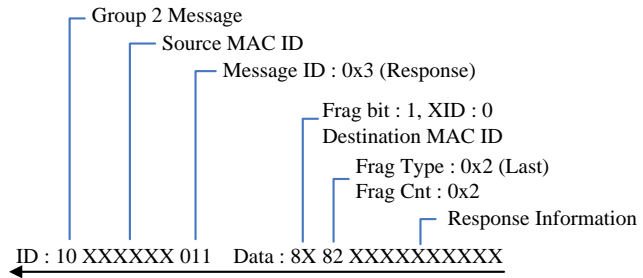 Group 2 Message
Source MAC ID
Message ID : 0x3 (Response)
Frag bit : 1, XID : 0
Destination MAC ID
Frag Type : 0x2 (Last)
Frag Cnt : 0x2
Response Information
ID : 10 XXXXXX 011 Data : 8X 82 XXXXXXXXXX